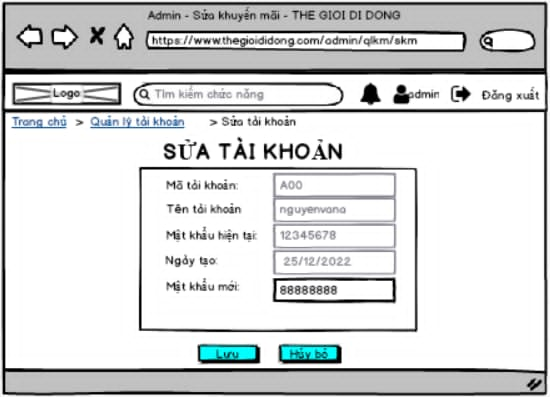 Admin - Sửa khuyến mãi - THE GIOI DI DONG
https://www.thegioididong.com/admin/qlkm/skm
Logo Tìm kiếm chức năng admin Đăng xuất
Trang chủ > Quản lý tài khoản > Sửa tài khoản
SỬA TÀI KHOẢN
Mã tài khoản: A00
Tên tài khoản nguyenvana
Mật khẩu hiện tại: 12345678
Ngày tạo: 25/12/2022
Mật khẩu mới: 88888888
Lưu Hủy bỏ